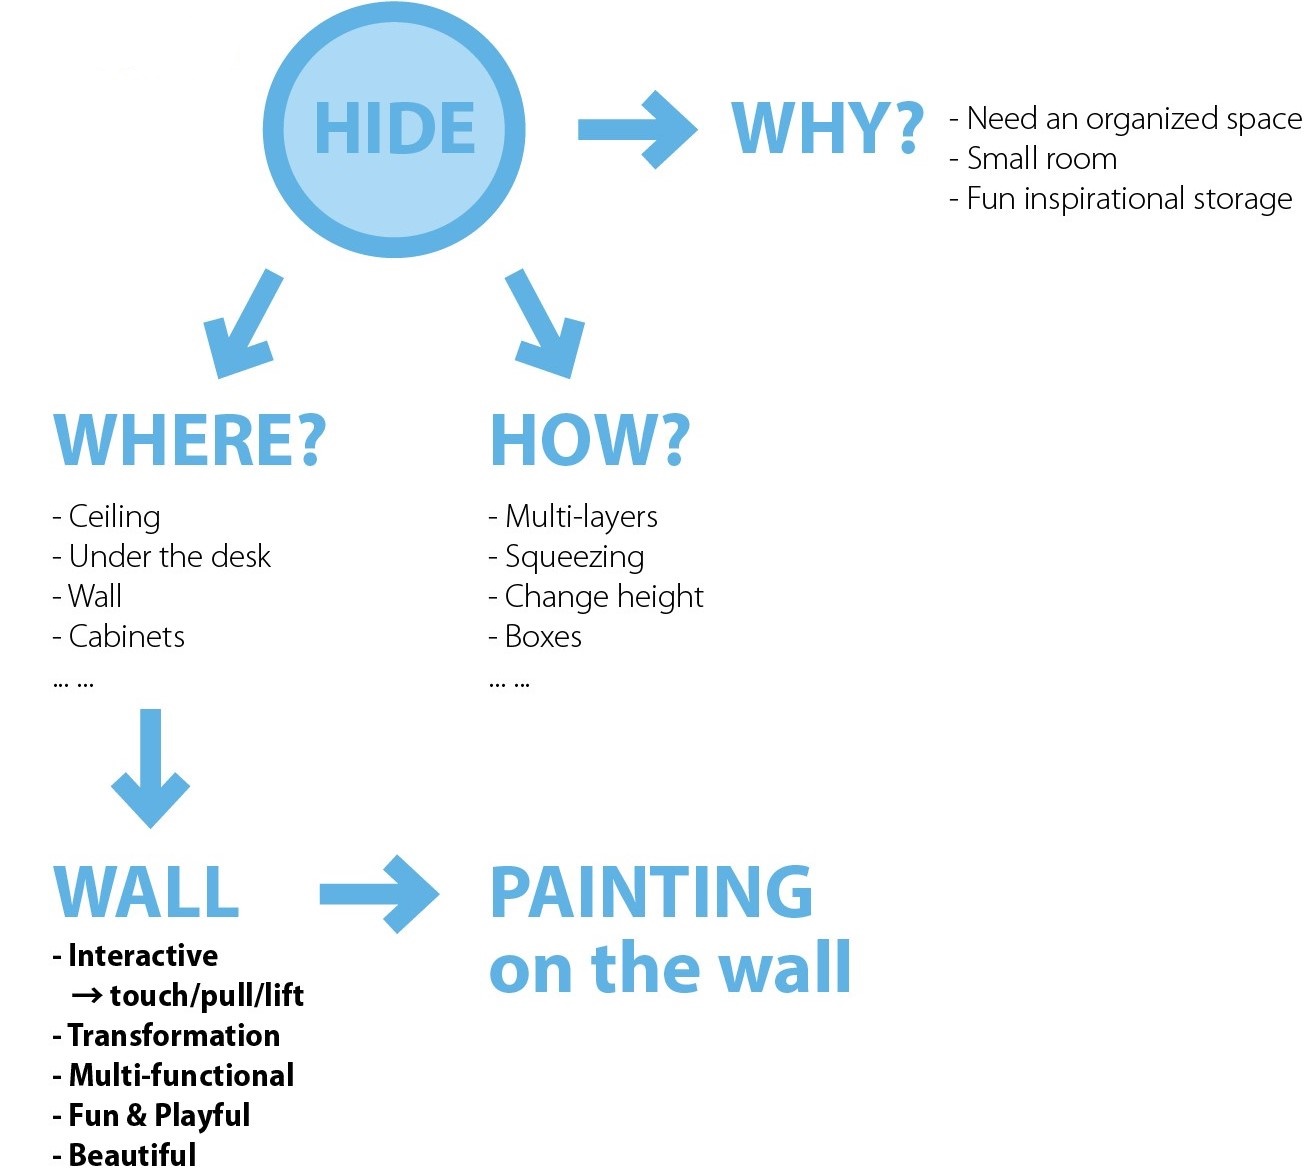 HIDE
WHY?
- Need an organized space
- Small room
- Fun inspirational storage
WHERE?
- Ceiling
- Under the desk
- Wall
- Cabinets
... ...
HOW?
- Multi-layers
- Squeezing
- Change height
- Boxes
... ...
WALL
- Interactive
→ touch/pull/lift
- Transformation
- Multi-functional
- Fun & Playful
- Beautiful
PAINTING
on the wall